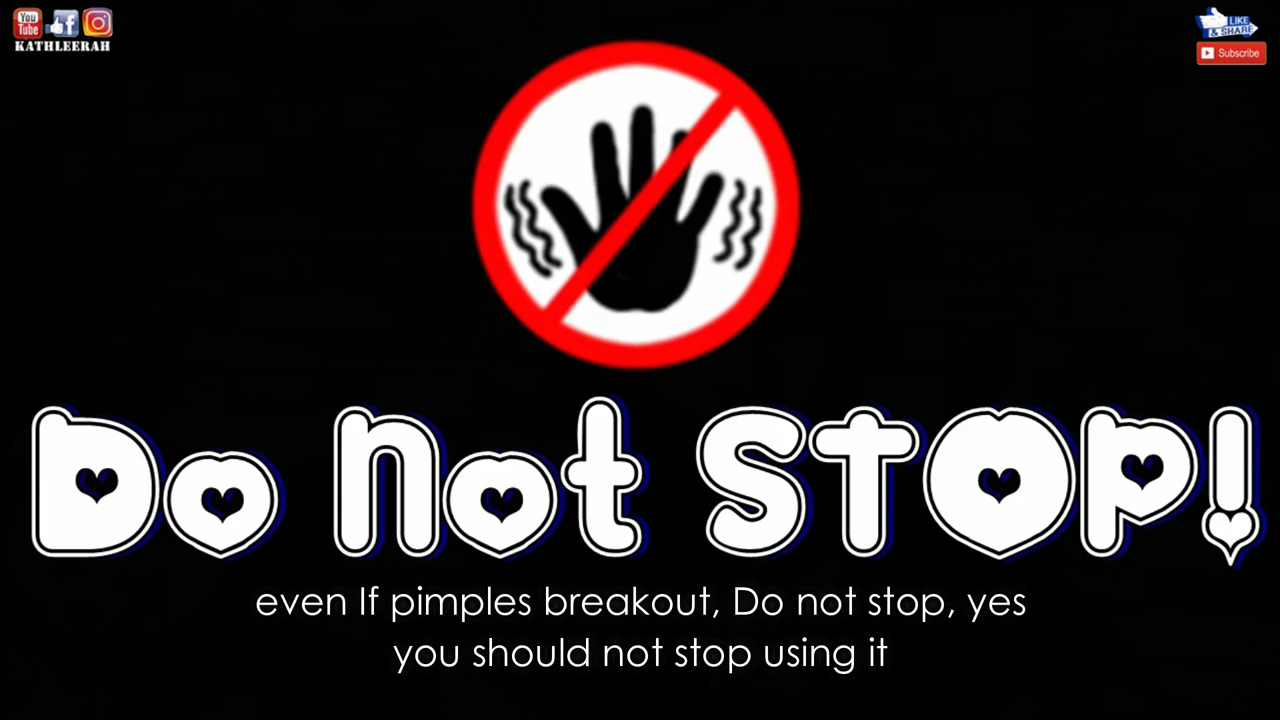 You
Tube
f
KATHLEERAH
LIKE
& SHARE
Subscribe
Do Not STOP!
even If pimples breakout, Do not stop, yes
you should not stop using it